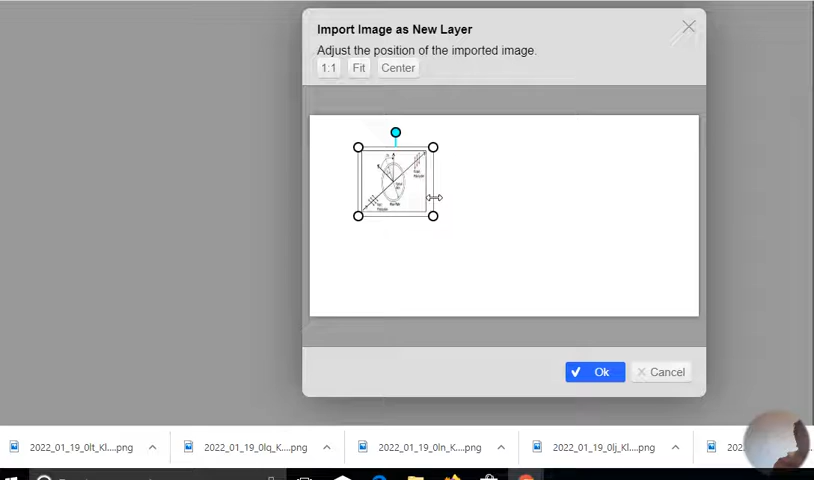 Import Image as New Layer
Adjust the position of the imported image.
1:1 Fit Center
Ok Cancel
2022_01_19_0lt_Kl....png
2022_01_19_0lq_K....png
2022_01_19_0ln_K....png
2022_01_19_0lj_Kl....png